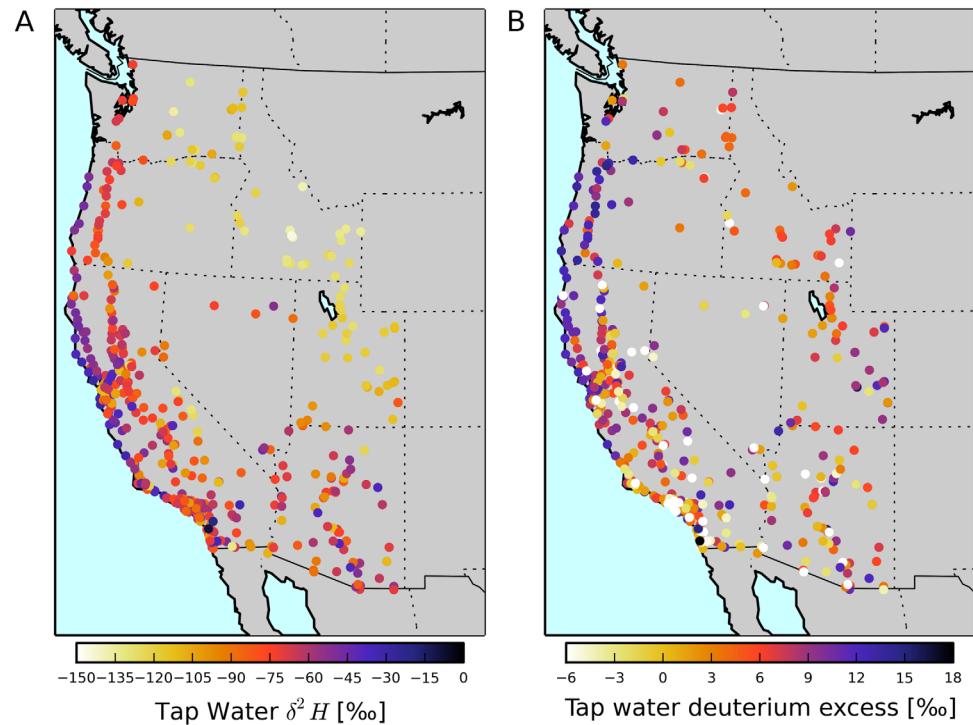 A
B
−150−135−120−105 −90 −75 −60 −45 −30 −15 0
−6 −3 0 3 6 9 12 15 18
Tap Water δ² H [‰]
Tap water deuterium excess [‰]